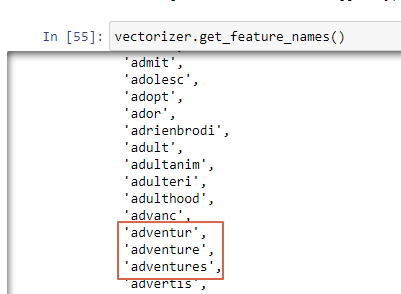 In [55]: vectorizer.get_feature_names()
'admit',
'adolesc',
'adopt',
'ador',
'adrienbrodi',
'adult',
'adultanim',
'adulteri',
'adulthood',
'advanc',
'adventur',
'adventure',
'adventures',
'advertis',